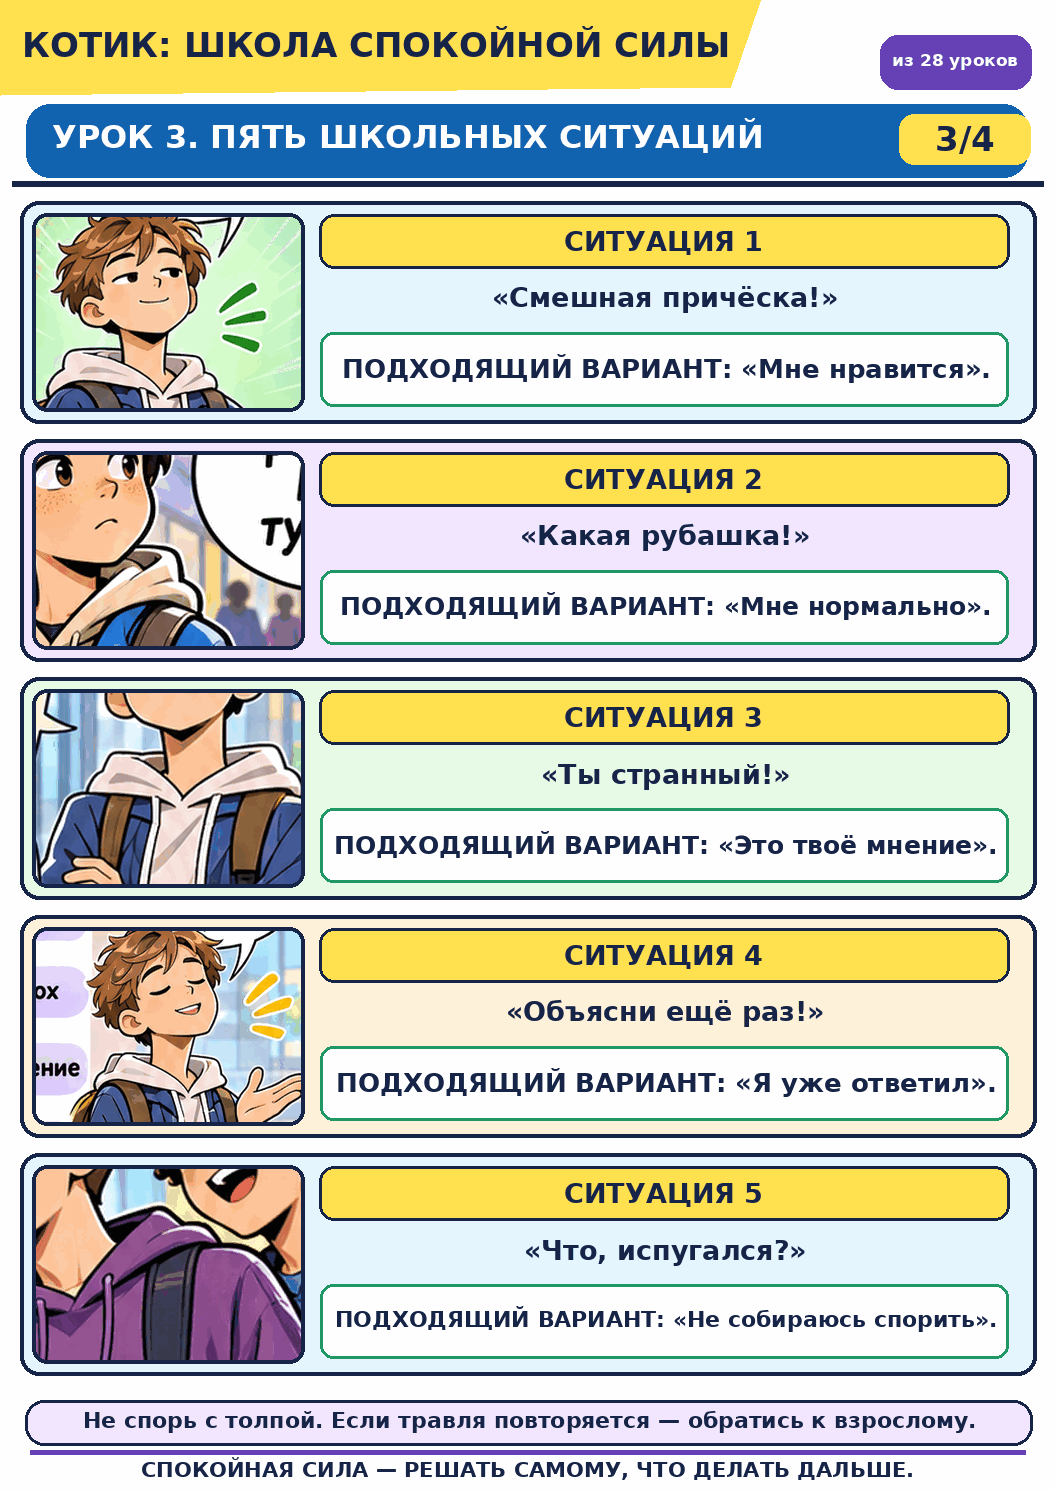 КОТИК: ШКОЛА СПОКОЙНОЙ СИЛЫ
из 28 уроков
УРОК 3. ПЯТЬ ШКОЛЬНЫХ СИТУАЦИЙ
3/4
СИТУАЦИЯ 1
«Смешная причёска!»
ПОДХОДЯЩИЙ ВАРИАНТ: «Мне нравится».
ту
СИТУАЦИЯ 2
«Какая рубашка!»
ПОДХОДЯЩИЙ ВАРИАНТ: «Мне нормально».
СИТУАЦИЯ 3
«Ты странный!»
ПОДХОДЯЩИЙ ВАРИАНТ: «Это твоё мнение».
ох
ение
СИТУАЦИЯ 4
«Объясни ещё раз!»
ПОДХОДЯЩИЙ ВАРИАНТ: «Я уже ответил».
СИТУАЦИЯ 5
«Что, испугался?»
ПОДХОДЯЩИЙ ВАРИАНТ: «Не собираюсь спорить».
Не спорь с толпой. Если травля повторяется — обратись к взрослому.
СПОКОЙНАЯ СИЛА — РЕШАТЬ САМОМУ, ЧТО ДЕЛАТЬ ДАЛЬШЕ.